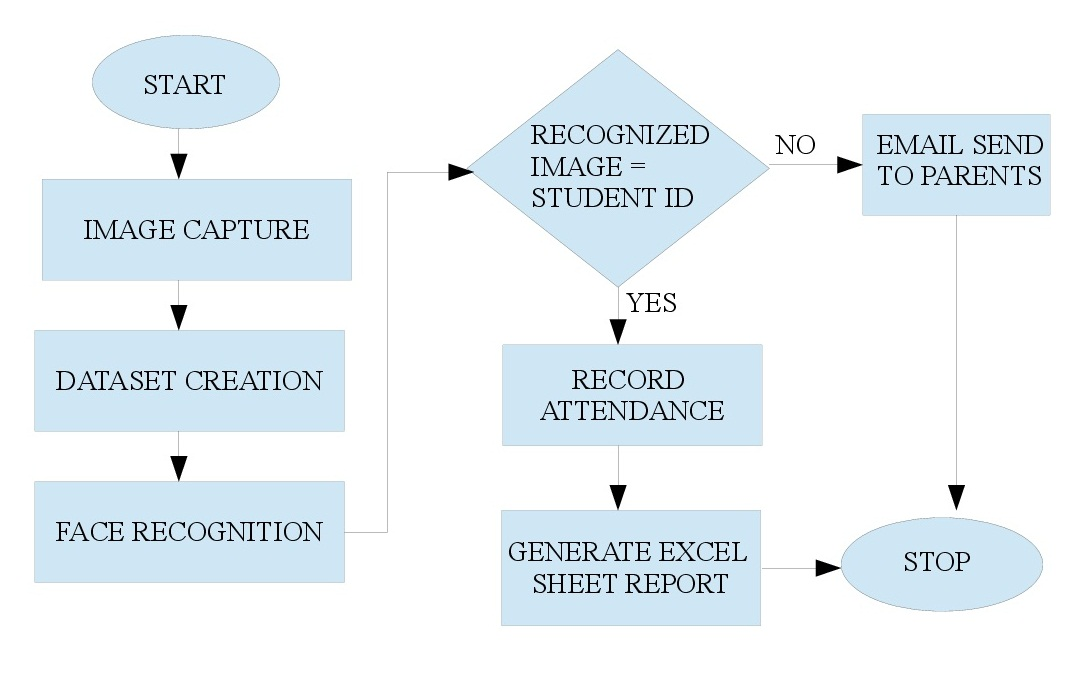 START
IMAGE CAPTURE
DATASET CREATION
FACE RECOGNITION
RECOGNIZED
IMAGE =
STUDENT ID
NO
EMAIL SEND
TO PARENTS
YES
RECORD
ATTENDANCE
GENERATE EXCEL
SHEET REPORT
STOP